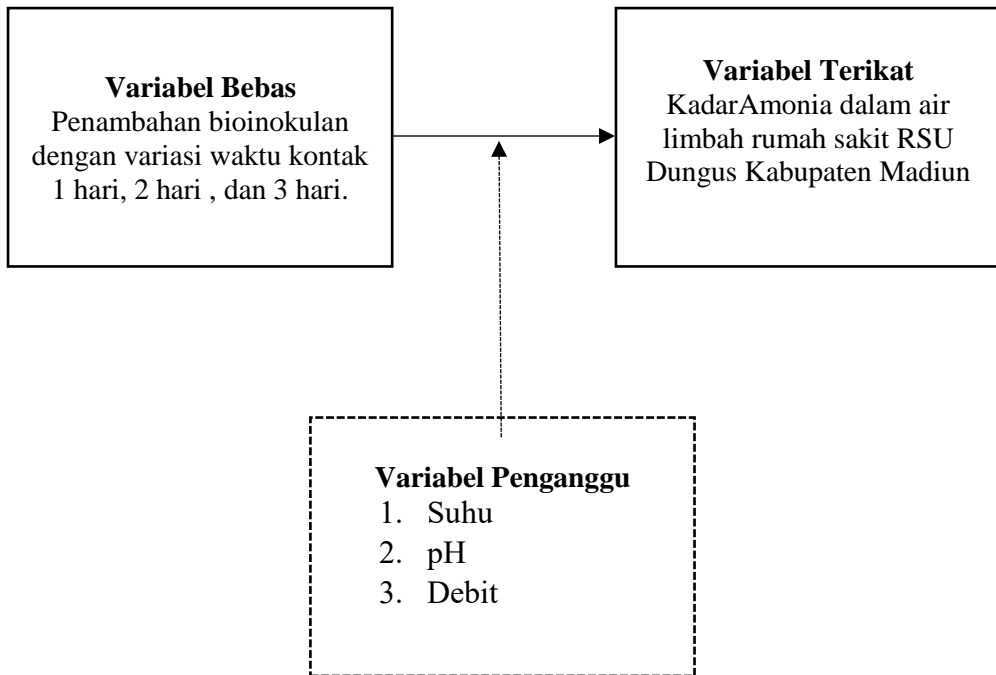 Variabel Bebas
Penambahan bioinokulan
dengan variasi waktu kontak
1 hari, 2 hari , dan 3 hari.
Variabel Terikat
KadarAmonia dalam air
limbah rumah sakit RSU
Dungus Kabupaten Madiun
Variabel Penganggu
1. Suhu
2. pH
3. Debit